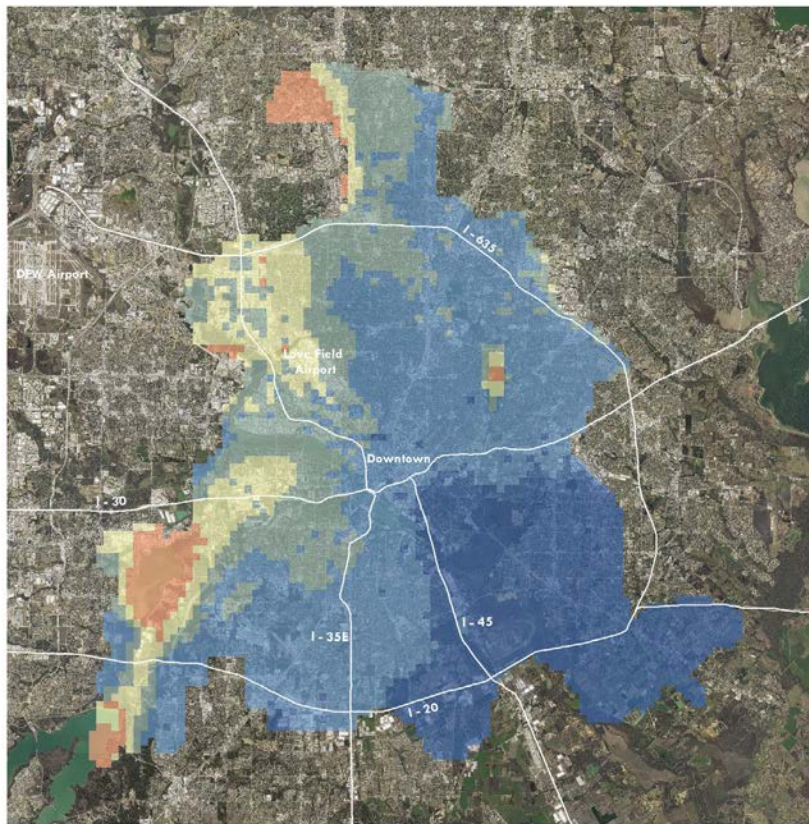 I - 635
DFW Airport
Love Field
Airport
Downtown
I - 30
I - 35E
I - 45
I - 20